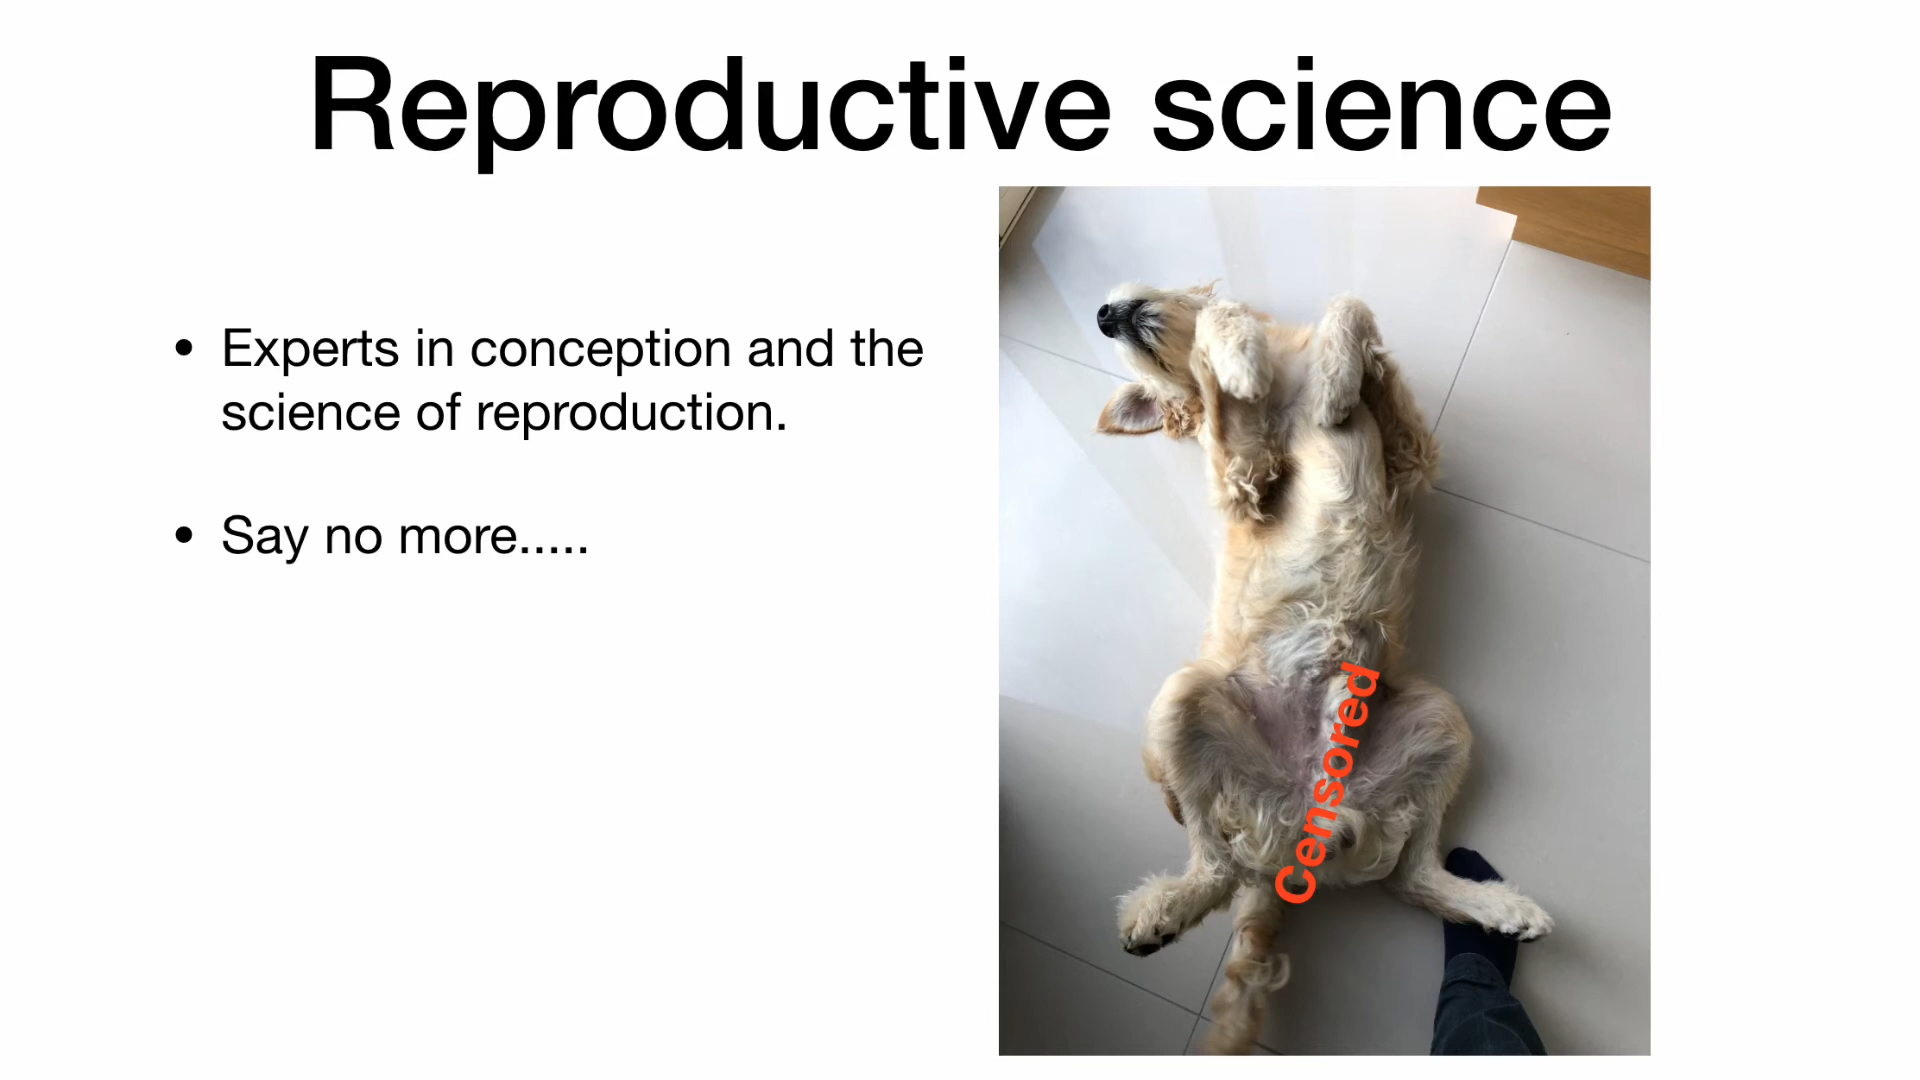 Reproductive science
• Experts in conception and the
science of reproduction.
• Say no more.....
Censored